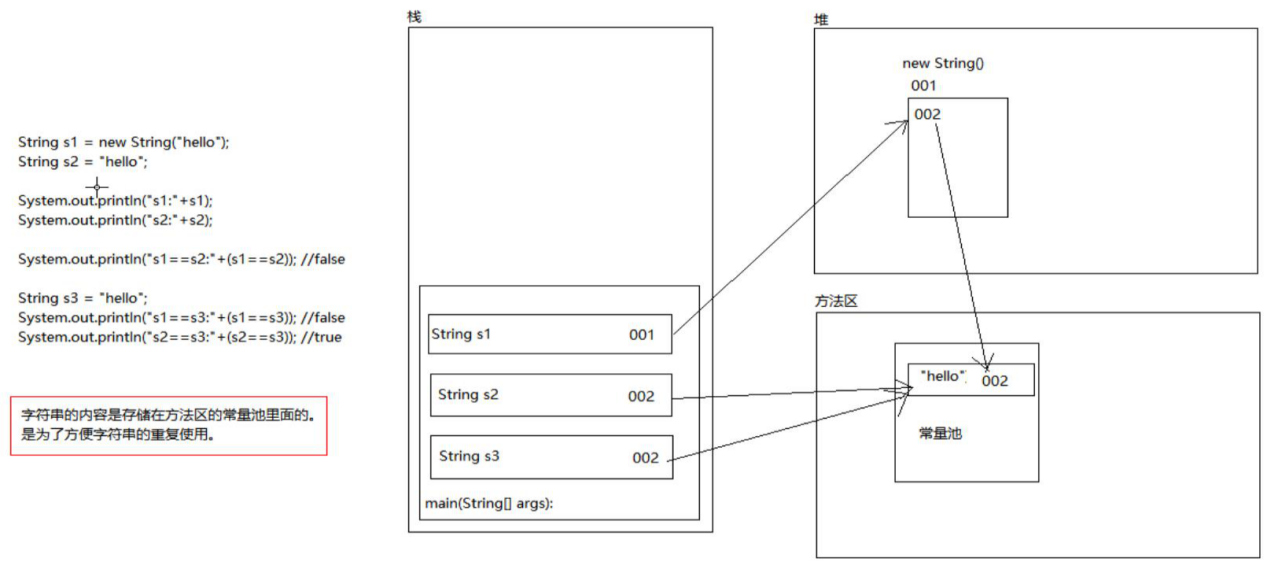 String s1 = new String("hello");
String s2 = "hello";
System.out.println("s1:"+s1);
System.out.println("s2:"+s2);
System.out.println("s1==s2:"+(s1==s2)); //false
String s3 = "hello";
System.out.println("s1==s3:"+(s1==s3)); //false
System.out.println("s2==s3:"+(s2==s3)); //true
字符串的内容是存储在方法区的常量池里面的。
是为了方便字符串的重复使用。
栈
String s1 001
String s2 002
String s3 002
main(String[] args):
堆
new String()
001
002
方法区
"hello" 002
常量池